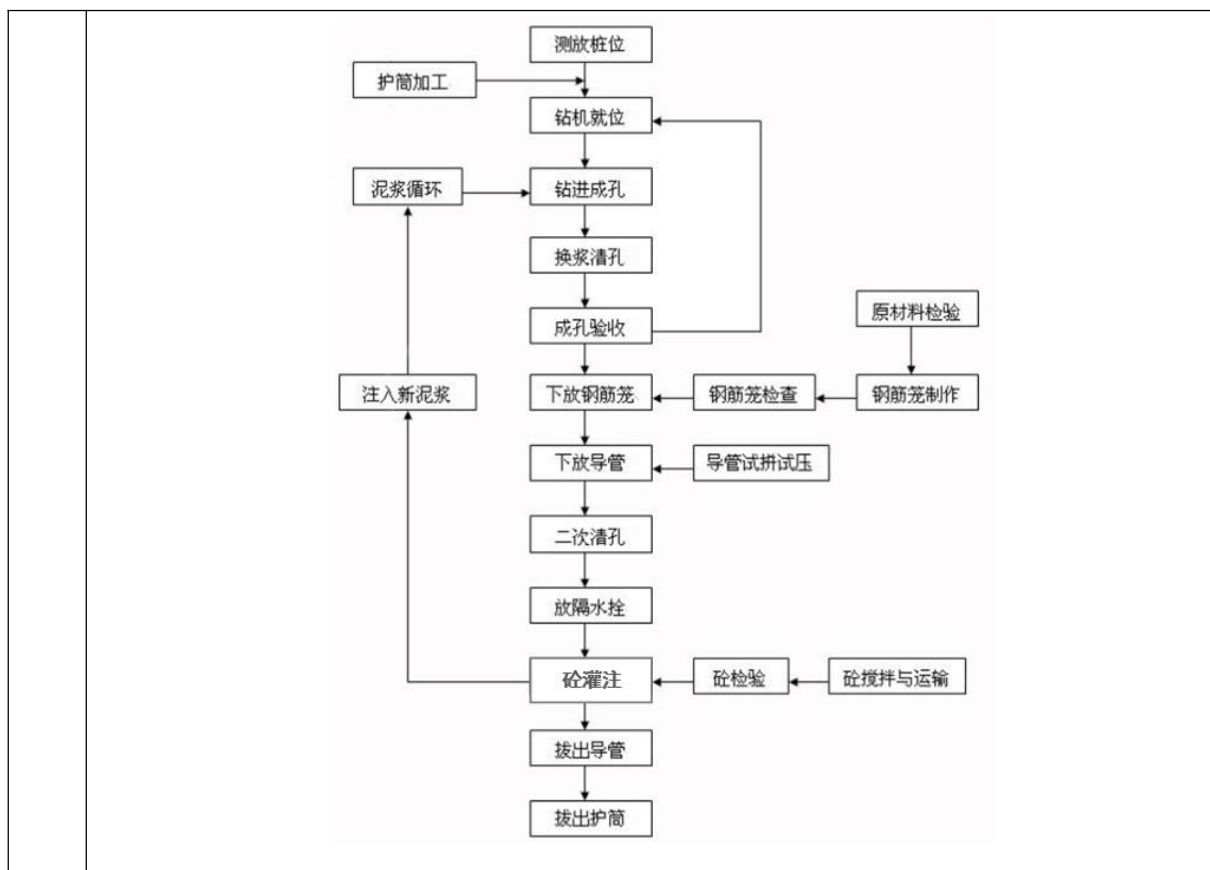 测放桩位
护筒加工
钻机就位
泥浆循环
钻进成孔
换浆清孔
原材料检验
成孔验收
注入新泥浆
下放钢筋笼
钢筋笼检查
钢筋笼制作
下放导管
导管试拼试压
二次清孔
放隔水拴
砼灌注
砼检验
砼搅拌与运输
拔出导管
拔出护筒